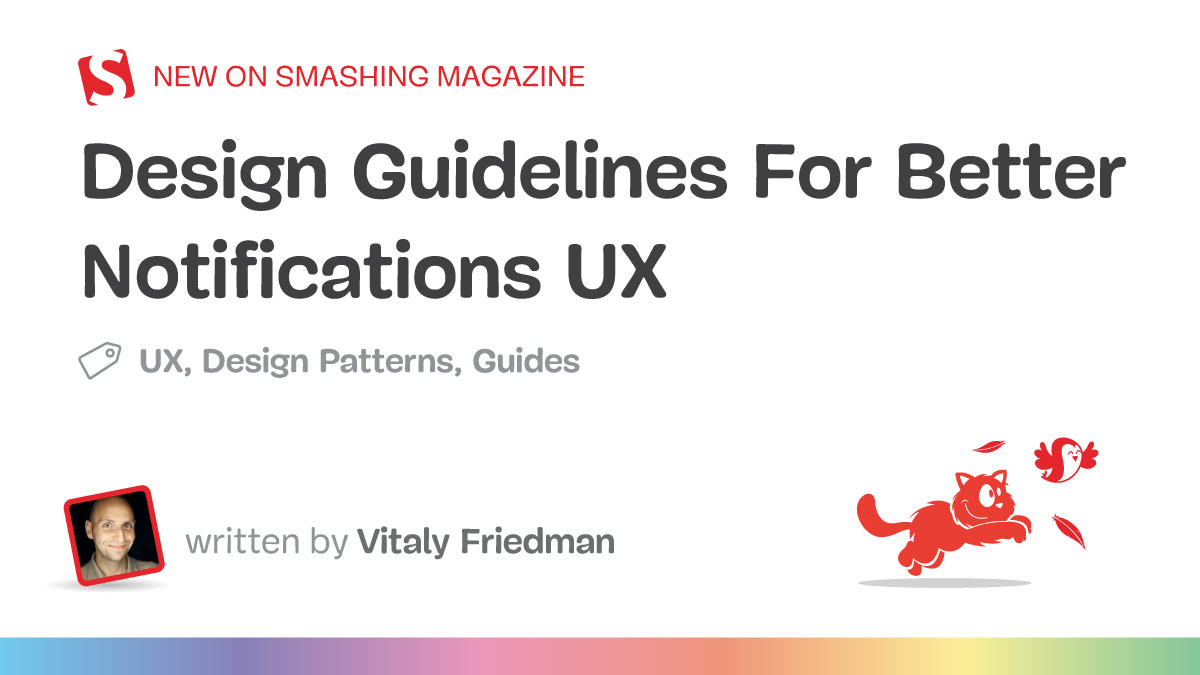 NEW ON SMASHING MAGAZINE
Design Guidelines For Better
Notifications UX
UX, Design Patterns, Guides
written by Vitaly Friedman